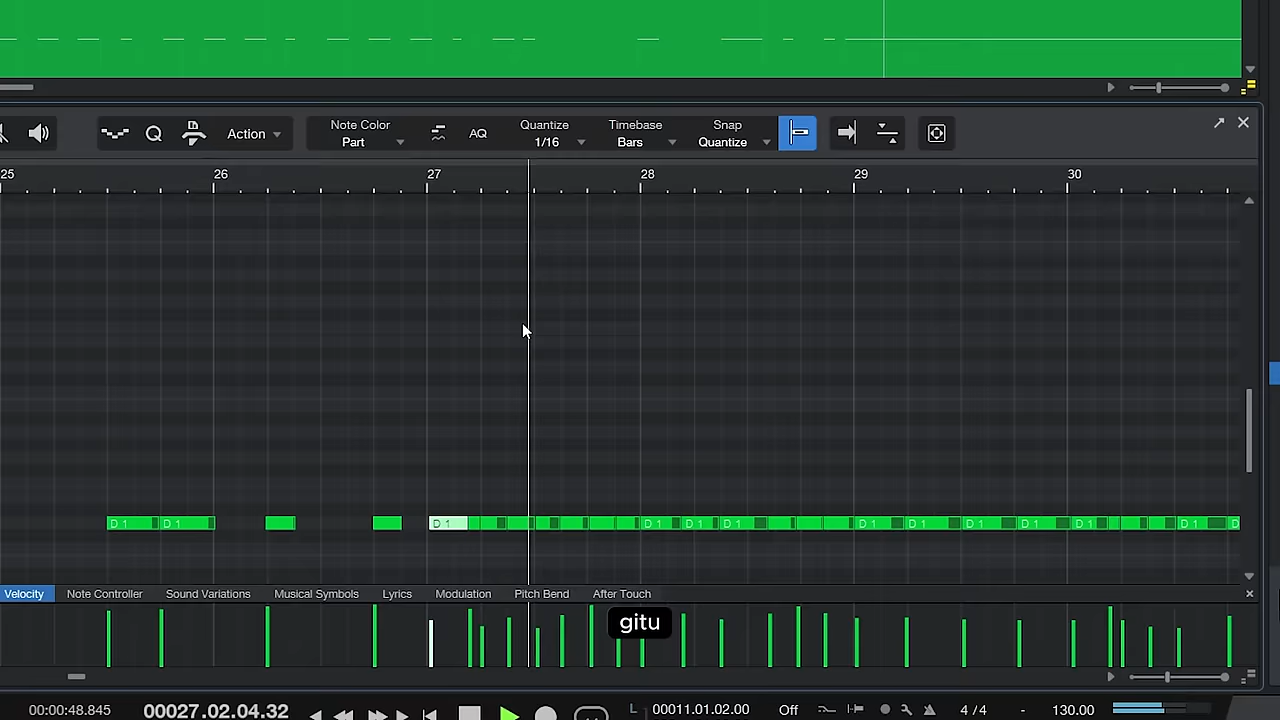 Action
Note Color
Part
AQ
Quantize
1/16
Timebase
Bars
Snap
Quantize
25 26 27 28 29 30
D 1 D 1 D 1 D 1 D 1 D 1 D 1 D 1 D 1 D 1 D 1 D 1 D
Velocity Note Controller Sound Variations Musical Symbols Lyrics Modulation Pitch Bend After Touch
gitu
00:00:48.845 00027.02.04.32 L 00011.01.02.00 Off 4 / 4 - 130.00